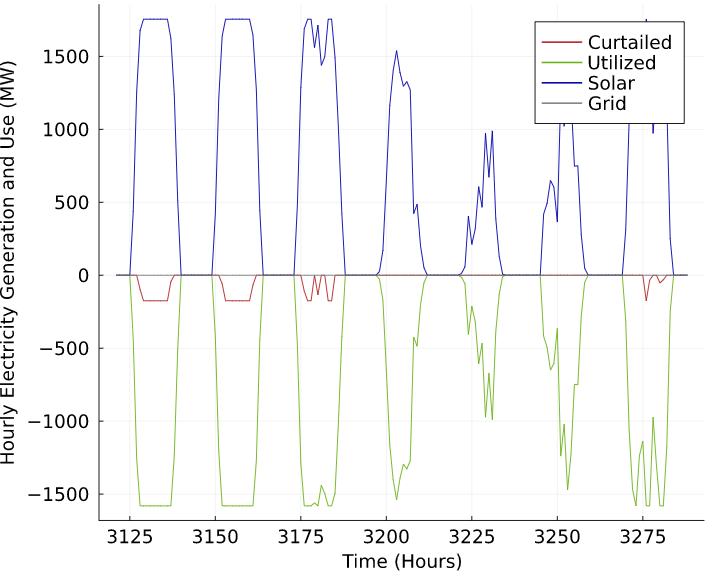 Hourly Electricity Generation and Use (MW)
1500
1000
500
0
−500
−1000
−1500
Curtailed
Utilized
Solar
Grid
3125 3150 3175 3200 3225 3250 3275
Time (Hours)